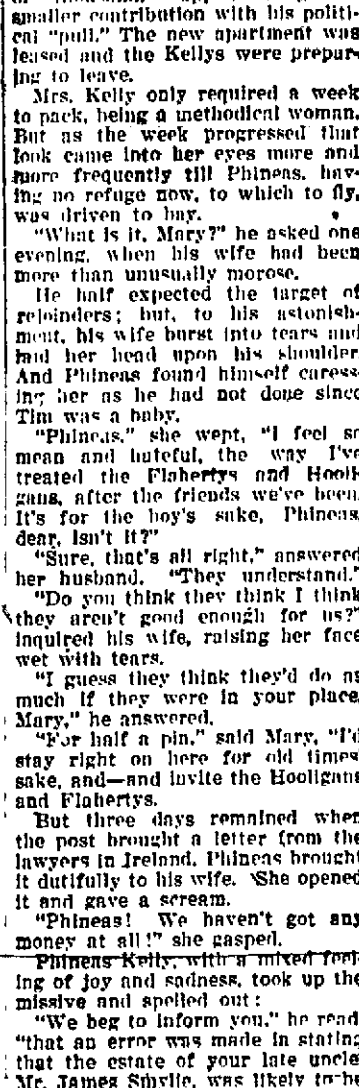 smaller contribution with his politi-
cal "pull." The new apartment was
leased and the Kellys were prepar-
ing to leave.
Mrs. Kelly only required a week
to pack, being a methodical woman.
But as the week progressed that
look came into her eyes more and
more frequently till Phineas, hav-
ing no refuge now, to which to fly,
was driven to bay.
"What is it, Mary?" he asked one
evening, when his wife had been
more than unusually morose.
He half expected the target of
rejoinders; but, to his astonish-
ment, his wife burst into tears and
laid her head upon his shoulder
And Phineas found himself caress-
ing her as he had not done since
Tim was a baby.
"Phineas," she wept, "I feel so
mean and hateful, the way I've
treated the Flahertys and Hooli-
gans, after the friends we've been.
It's for the boy's sake, Phineas
dear, isn't it?"
"Sure, that's all right," answered
her husband. "They understand."
"Do you think they think I think
they aren't good enough for us?"
inquired his wife, raising her face
wet with tears.
"I guess they think they'd do as
much if they were in your place
Mary," he answered.
"For half a pin," said Mary, "I'd
stay right on here for old times'
sake, and—and invite the Hooligans
and Flahertys.
But three days remained when
the post brought a letter from the
lawyers in Ireland. Phineas brought
it dutifully to his wife. She opened
it and gave a scream.
"Phineas! We haven't got any
money at all!" she gasped.
Phineas Kelly, with a mixed feel-
ing of joy and sadness, took up the
missive and spelled out:
"We beg to inform you," he read
"that an error was made in stating
that the estate of your late uncle
Mr. James Smylie, was likely to be